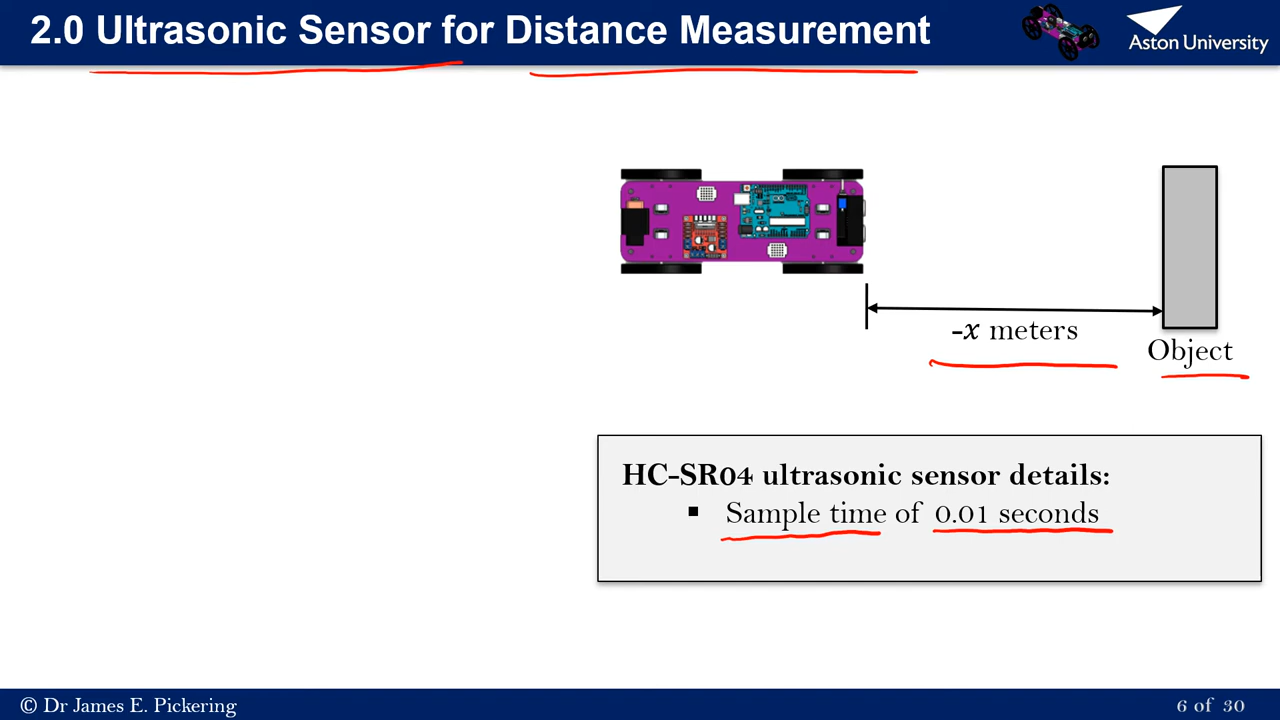 2.0 Ultrasonic Sensor for Distance Measurement
Aston University
-x meters
Object
HC-SR04 ultrasonic sensor details:
▪ Sample time of 0.01 seconds
© Dr James E. Pickering
6 of 30